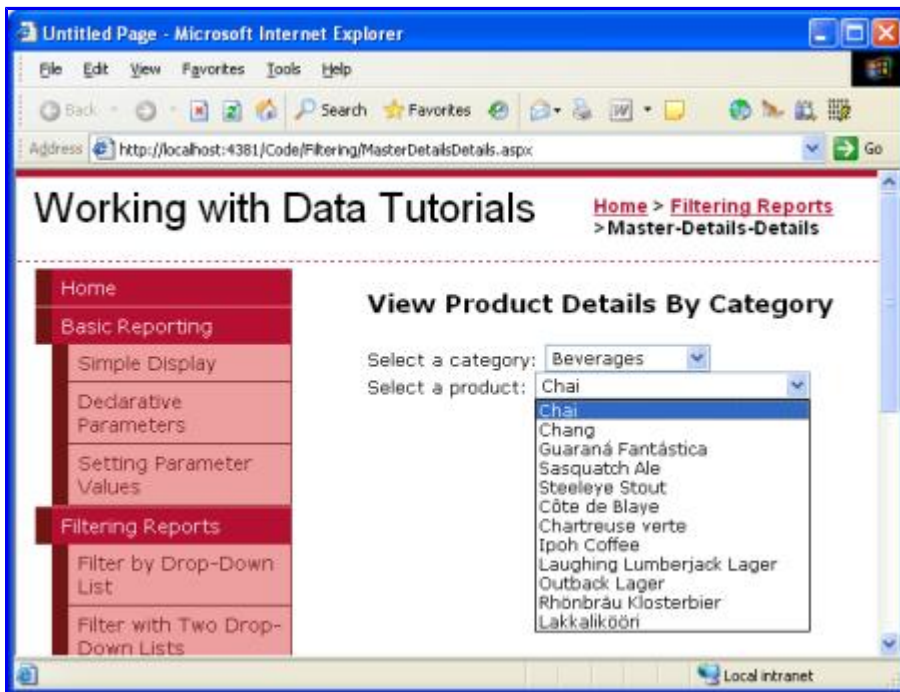 Untitled Page - Microsoft Internet Explorer
File Edit View Favorites Tools Help
Back Search Favorites
Address http://localhost:4381/Code/Filtering/MasterDetailsDetails.aspx Go
Working with Data Tutorials
Home > Filtering Reports
> Master-Details-Details
Home
Basic Reporting
Simple Display
Declarative
Parameters
Setting Parameter
Values
Filtering Reports
Filter by Drop-Down
List
Filter with Two Drop-
Down Lists
View Product Details By Category
Select a category: Beverages
Select a product: Chai
Chai
Chang
Guaraná Fantástica
Sasquatch Ale
Steeleye Stout
Côte de Blaye
Chartreuse verte
Ipoh Coffee
Laughing Lumberjack Lager
Outback Lager
Rhönbräu Klosterbier
Lakkalikööri
Local intranet